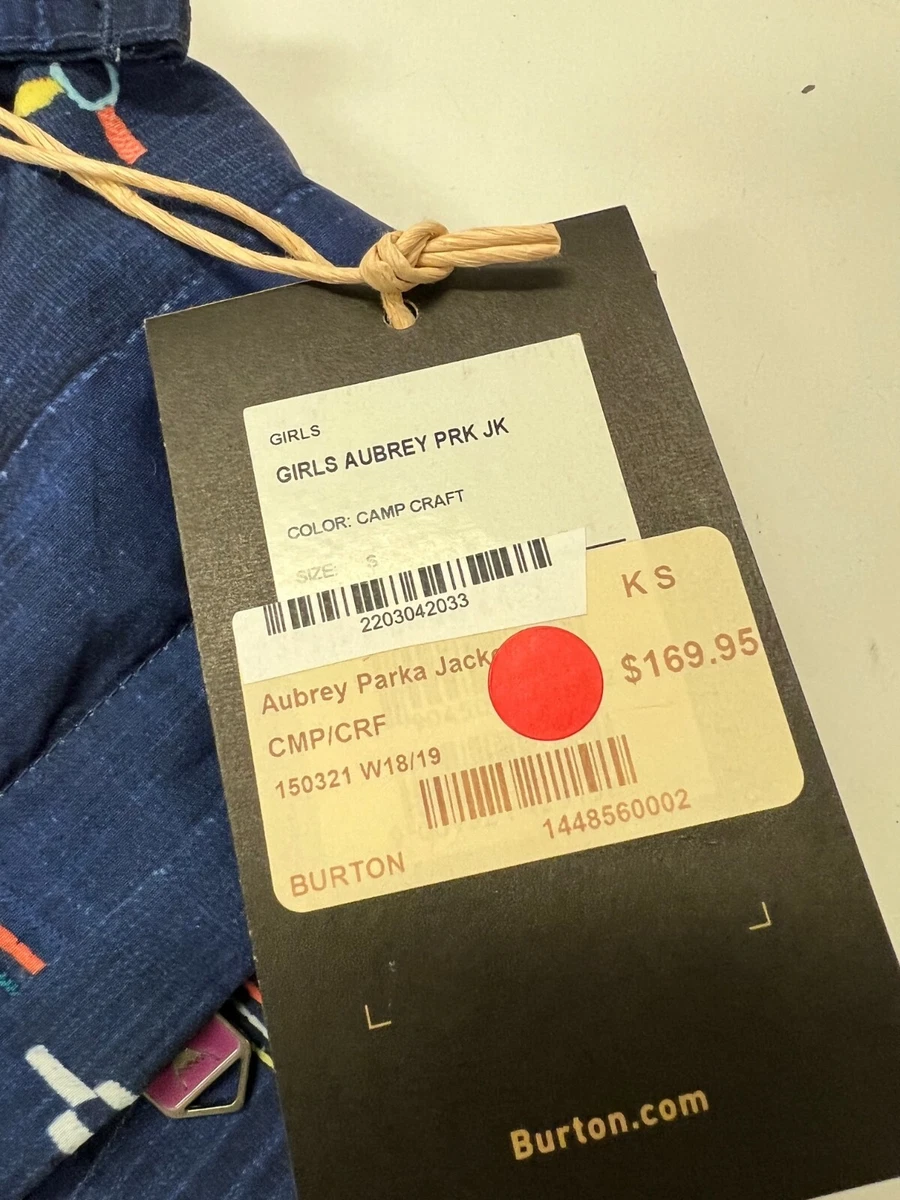 GIRLS
GIRLS AUBREY PRK JK
COLOR: CAMP CRAFT
SIZE: S
2203042033
K S
Aubrey Parka
$169.95
CMP/CRF
150321 W18/19
1448560002
BURTON
Burton.com